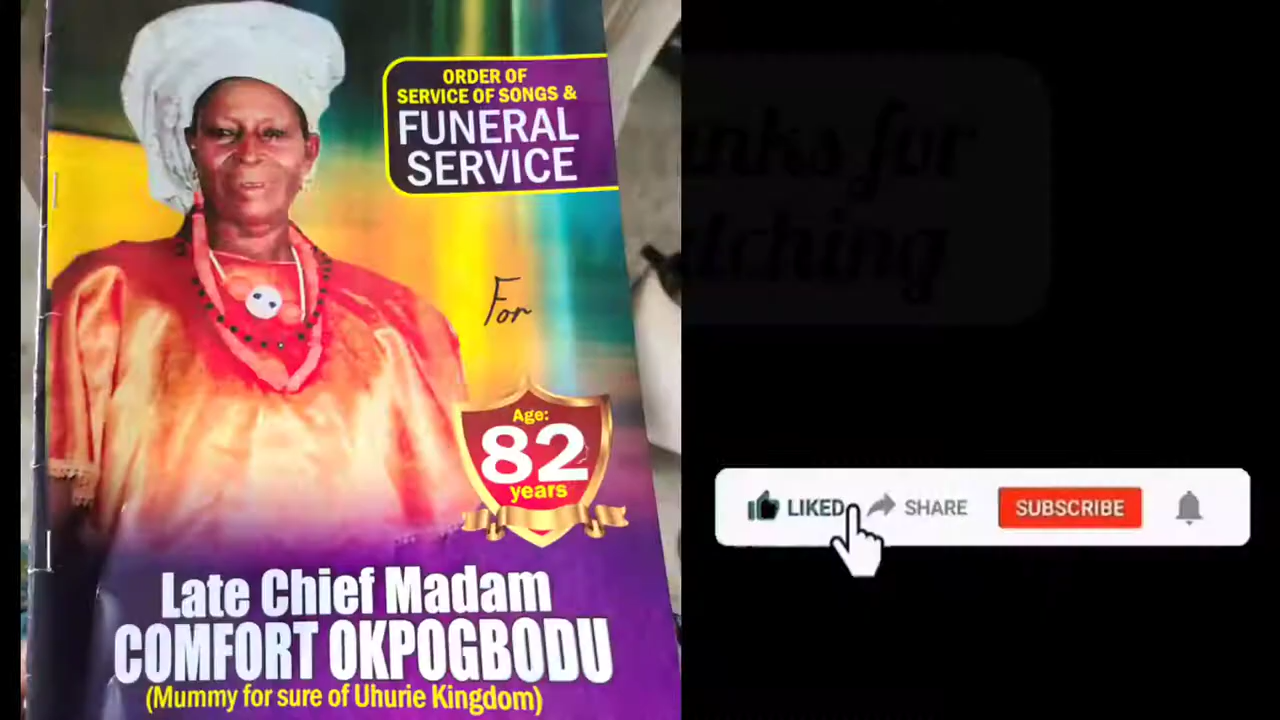 ORDER OF
SERVICE OF SONGS &
FUNERAL
SERVICE
For
Age:
82
years
Late Chief Madam
COMFORT OKPOGBODU
(Mummy for sure of Uhurie Kingdom)
for
LIKED SHARE SUBSCRIBE